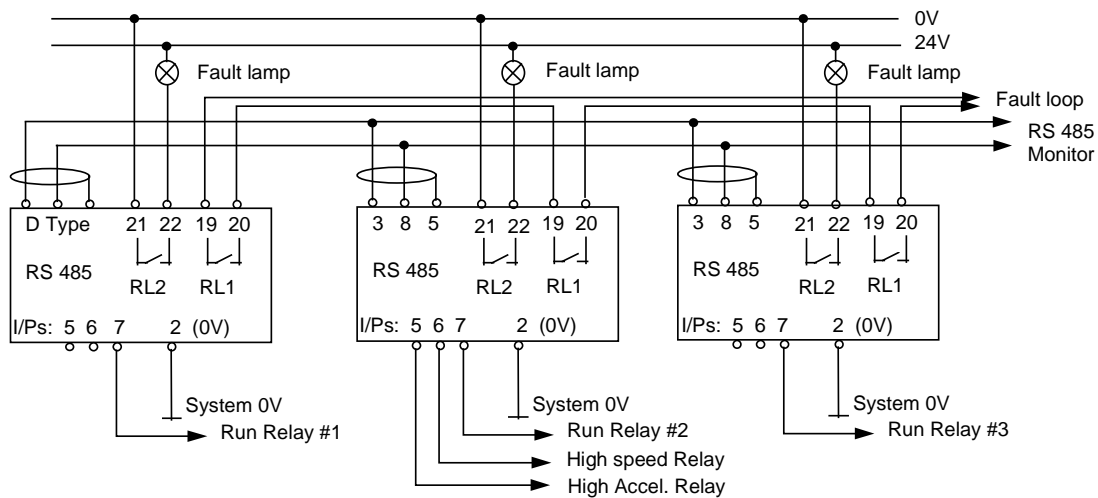 0V
24V
Fault lamp Fault lamp Fault lamp
Fault loop
RS 485
Monitor
D Type 21 22 19 20 3 8 5 21 22 19 20 3 8 5 21 22 19 20
RS 485 RS 485 RS 485
RL2 RL1 RL2 RL1 RL2 RL1
I/Ps: 5 6 7 2 (0V) I/Ps: 5 6 7 2 (0V) I/Ps: 5 6 7 2 (0V)
System 0V System 0V System 0V
Run Relay #1 Run Relay #2 Run Relay #3
High speed Relay
High Accel. Relay